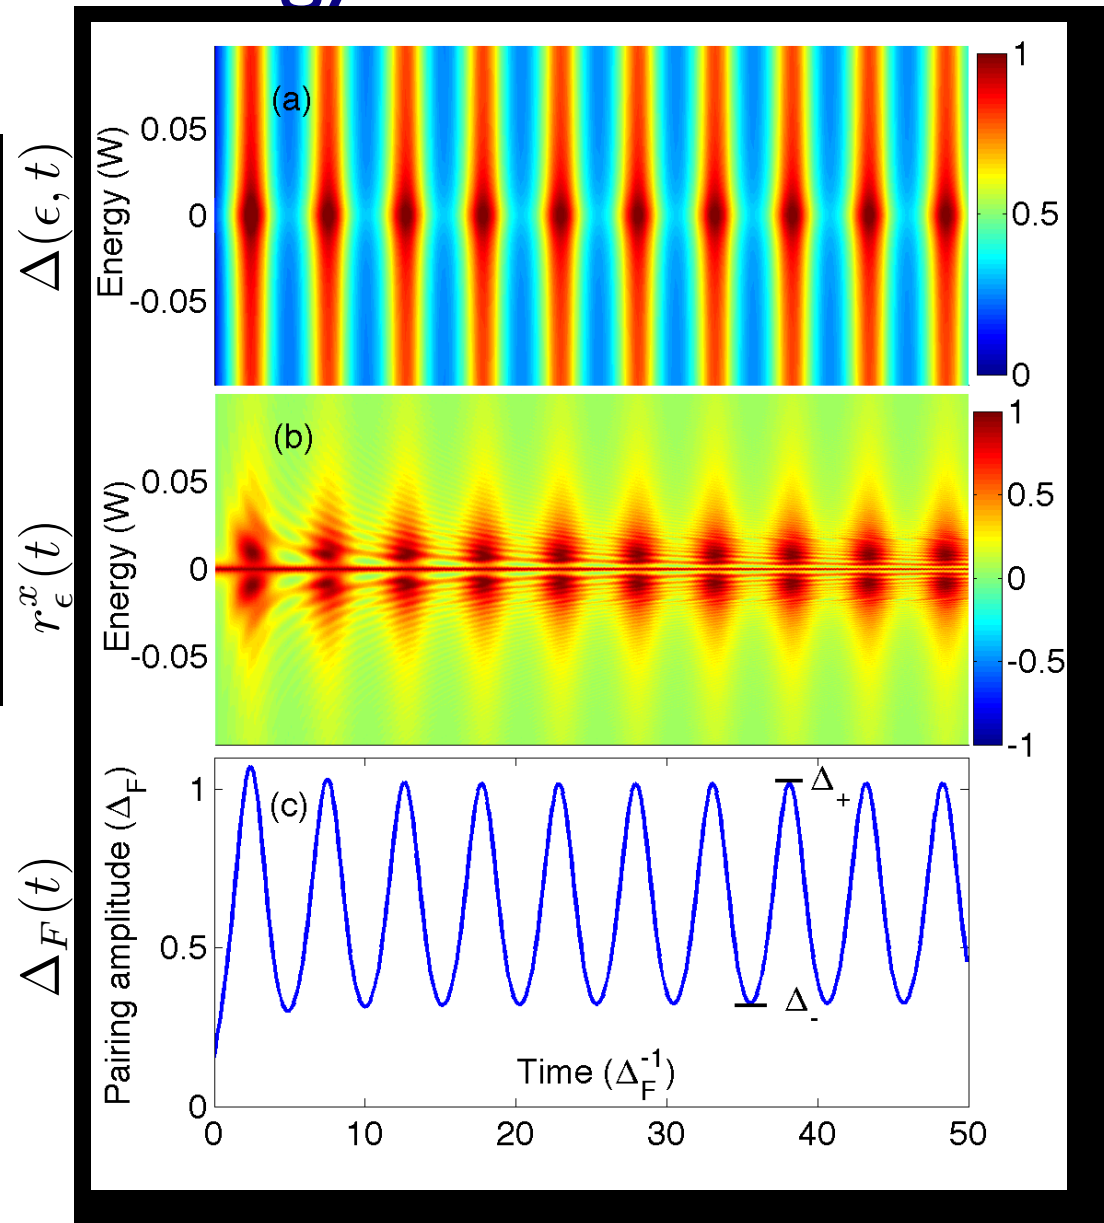 Δ(ϵ, t)
Energy (W)
0.05
0
-0.05
(a)
1
0.5
0
r^x_ϵ(t)
Energy (W)
0.05
0
-0.05
(b)
1
0.5
0
-0.5
-1
Δ_F(t)
Pairing amplitude (Δ_F)
1
0.5
0
(c)
Δ_+
Δ_-
Time (Δ_F^-1)
0 10 20 30 40 50